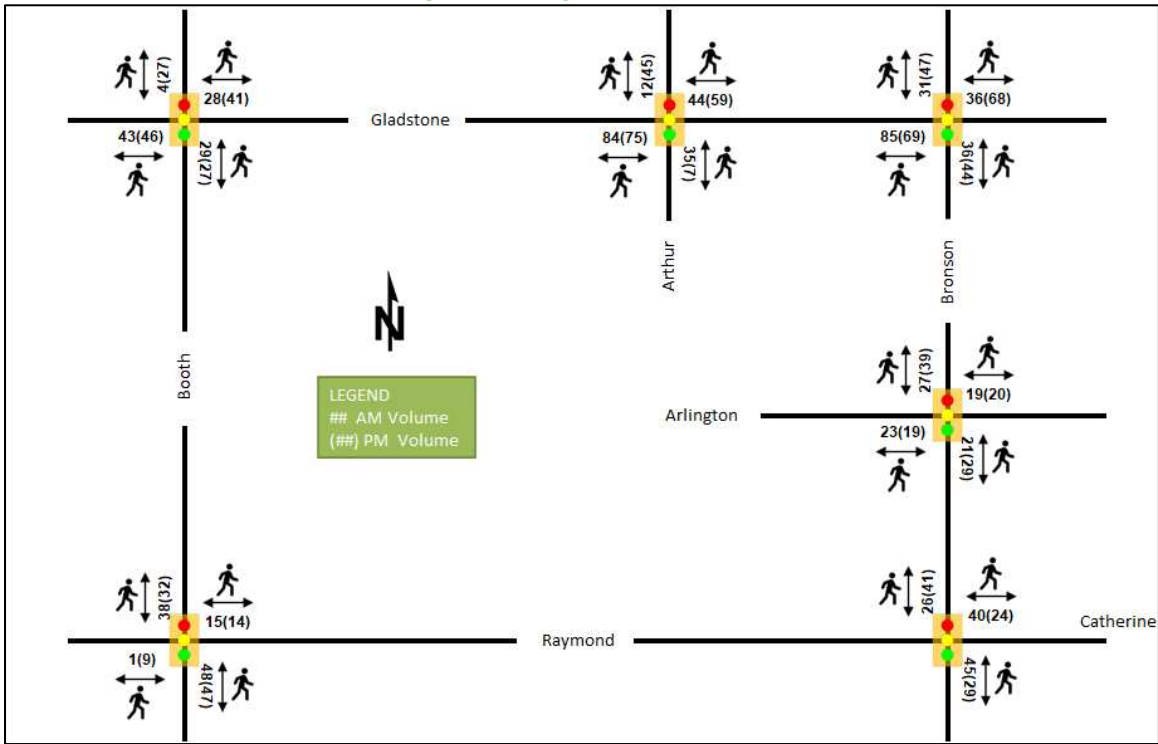 4(27)
28(41)
43(46)
29(27)
Gladstone
12(45)
44(59)
84(75)
35(7)
31(47)
36(68)
85(69)
36(44)
Booth
N
Arthur
Bronson
LEGEND
## AM Volume
(##) PM Volume
27(39)
19(20)
Arlington
23(19)
21(29)
38(32)
15(14)
1(9)
48(47)
Raymond
26(41)
40(24)
Catherine
45(29)